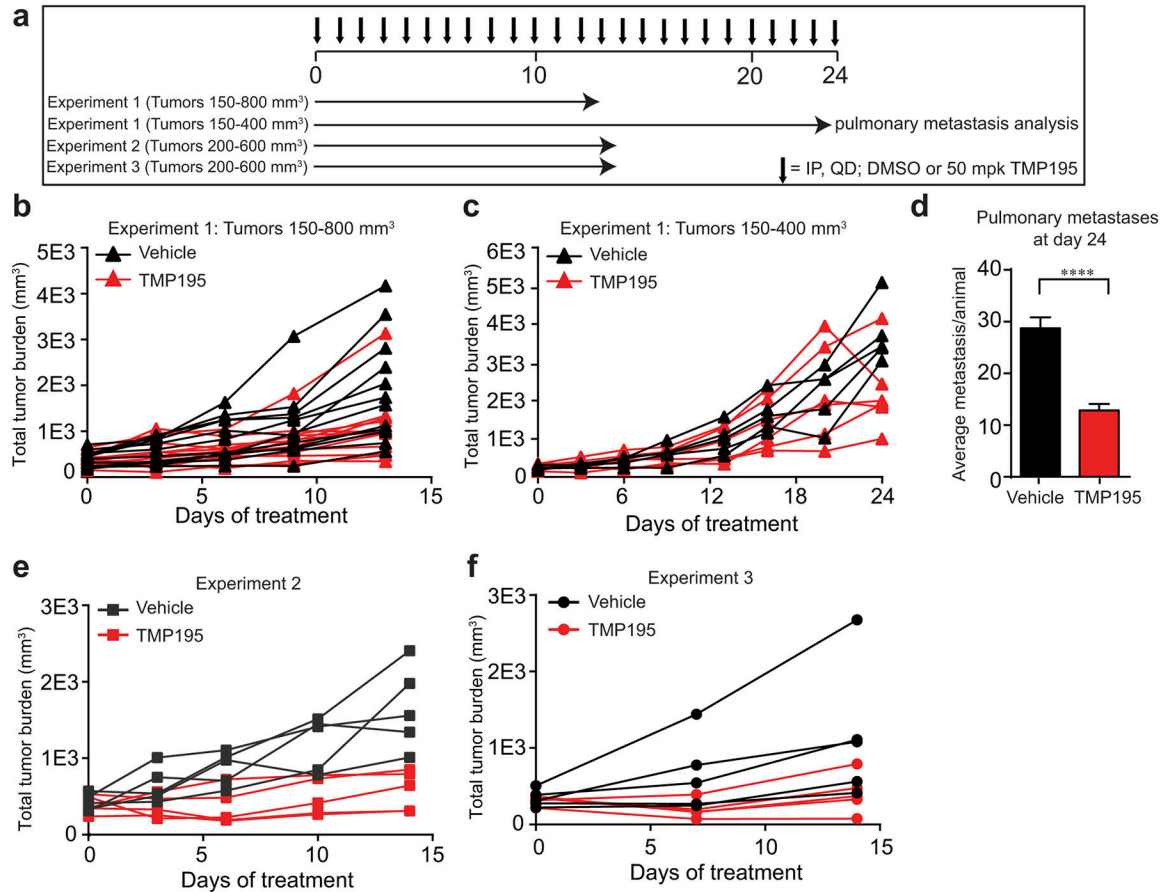 a
0 10 20 24
Experiment 1 (Tumors 150-800 mm³)
Experiment 1 (Tumors 150-400 mm³)
pulmonary metastasis analysis
Experiment 2 (Tumors 200-600 mm³)
Experiment 3 (Tumors 200-600 mm³)
= IP, QD; DMSO or 50 mpk TMP195
b
Experiment 1: Tumors 150-800 mm³
Total tumor burden (mm³)
5E3
4E3
3E3
2E3
1E3
0
Vehicle
TMP195
0 5 10 15
Days of treatment
c
Experiment 1: Tumors 150-400 mm³
Total tumor burden (mm³)
6E3
5E3
4E3
3E3
2E3
1E3
0
Vehicle
TMP195
0 6 12 18 24
Days of treatment
d
Pulmonary metastases
at day 24
Average metastasis/animal
40
30
20
10
0
****
Vehicle TMP195
e
Experiment 2
Total tumor burden (mm³)
3E3
2E3
1E3
0
Vehicle
TMP195
0 5 10 15
Days of treatment
f
Experiment 3
Total tumor burden (mm³)
3E3
2E3
1E3
0
Vehicle
TMP195
0 5 10 15
Days of treatment